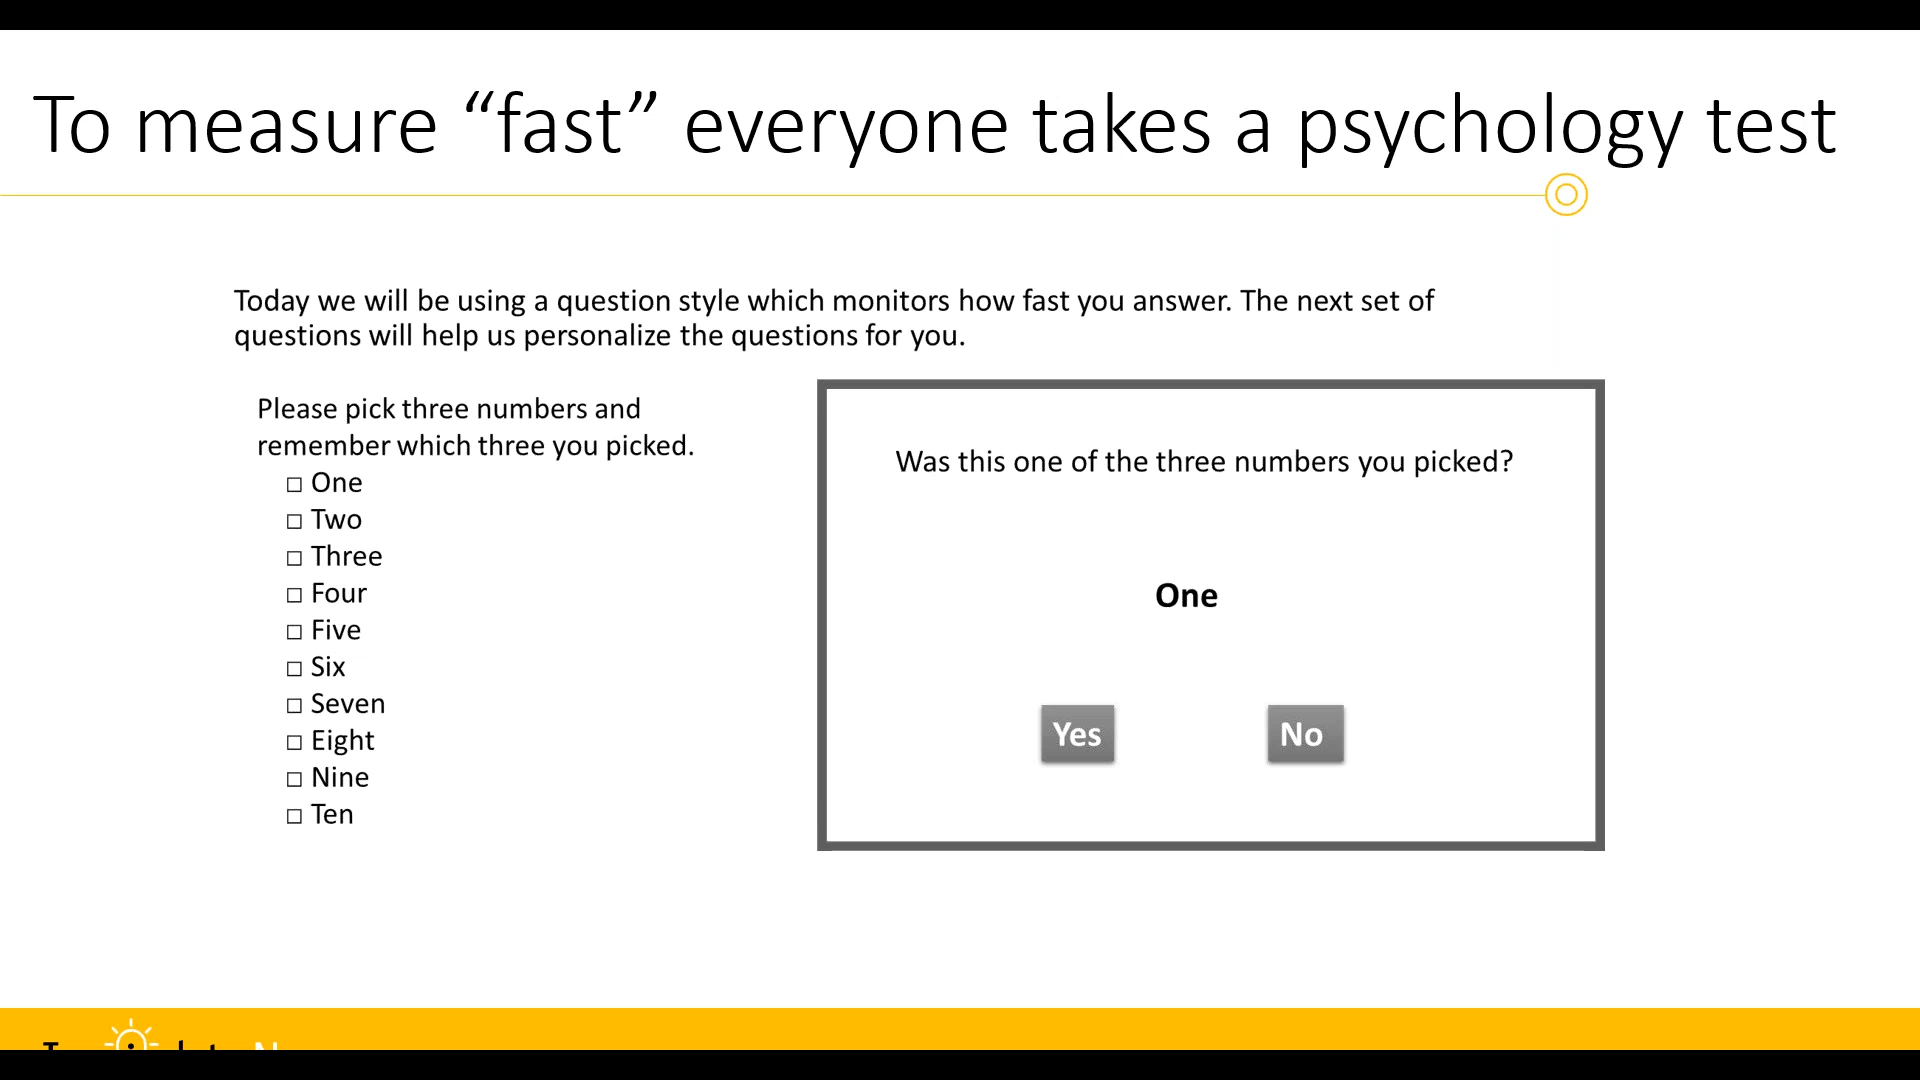 To measure “fast” everyone takes a psychology test
Today we will be using a question style which monitors how fast you answer. The next set of
questions will help us personalize the questions for you.
Please pick three numbers and
remember which three you picked.
□ One
□ Two
□ Three
□ Four
□ Five
□ Six
□ Seven
□ Eight
□ Nine
□ Ten
Was this one of the three numbers you picked?
One
Yes No